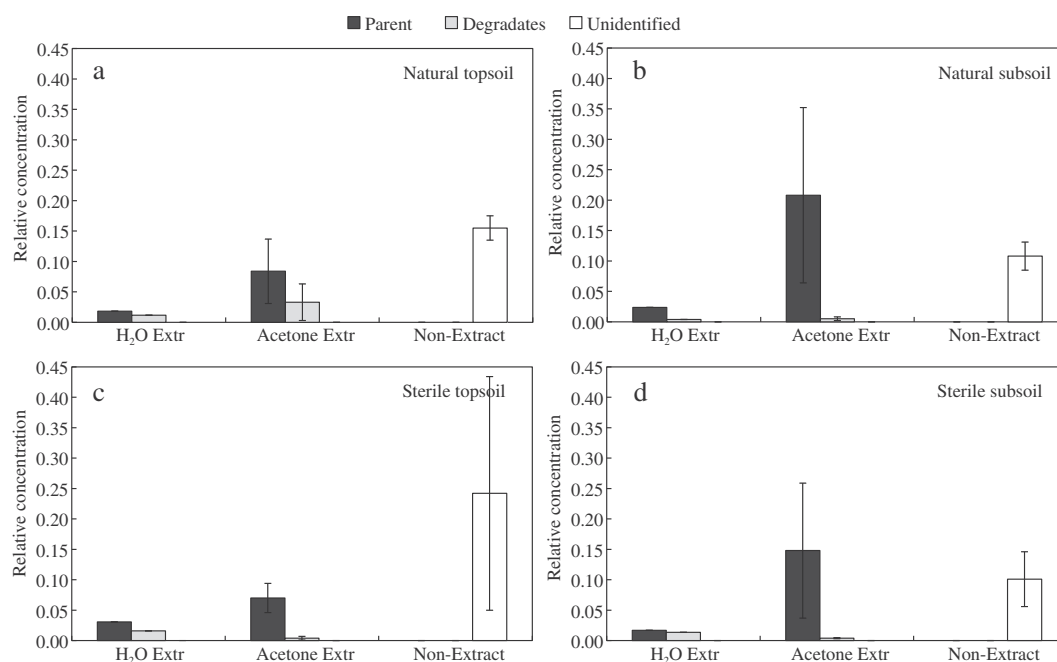 Parent Degradates Unidentified
a
Natural topsoil
Relative concentration
0.45
0.40
0.35
0.30
0.25
0.20
0.15
0.10
0.05
0.00
H₂O Extr Acetone Extr Non-Extract
b
Natural subsoil
Relative concentration
0.45
0.40
0.35
0.30
0.25
0.20
0.15
0.10
0.05
0.00
H₂O Extr Acetone Extr Non-Extract
c
Sterile topsoil
Relative concentration
0.45
0.40
0.35
0.30
0.25
0.20
0.15
0.10
0.05
0.00
H₂O Extr Acetone Extr Non-Extract
d
Sterile subsoil
Relative concentration
0.45
0.40
0.35
0.30
0.25
0.20
0.15
0.10
0.05
0.00
H₂O Extr Acetone Extr Non-Extract